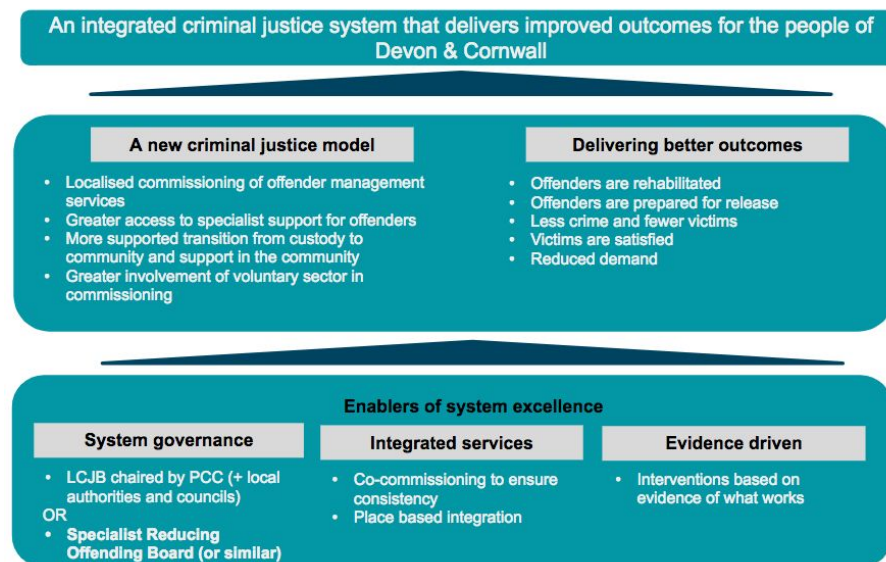 An integrated criminal justice system that delivers improved outcomes for the people of
Devon & Cornwall
A new criminal justice model
• Localised commissioning of offender management
services
• Greater access to specialist support for offenders
• More supported transition from custody to
community and support in the community
• Greater involvement of voluntary sector in
commissioning
Delivering better outcomes
• Offenders are rehabilitated
• Offenders are prepared for release
• Less crime and fewer victims
• Victims are satisfied
• Reduced demand
Enablers of system excellence
System governance
• LCJB chaired by PCC (+ local
authorities and councils)
OR
• Specialist Reducing
Offending Board (or similar)
Integrated services
• Co-commissioning to ensure
consistency
• Place based integration
Evidence driven
• Interventions based on
evidence of what works